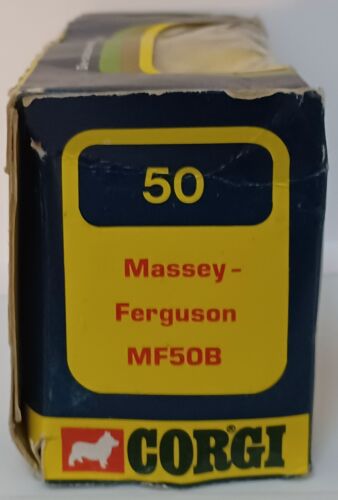 50
Massey-
Ferguson
MF50B
CORGI®